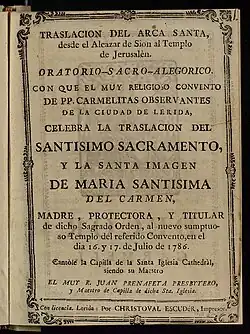 TRASLACION DEL ARCA SANTA,
desde el Alcazar de Sion al Templo
de Jerusalén.
ORATORIO-SACRO-ALEGORICO.
CON QUE EL MUY RELIGIOSO CONVENTO
DE PP. CARMELITAS OBSERVANTES
DE LA CIUDAD DE LERIDA,
CELEBRA LA TRASLACION DEL
SANTISIMO SACRAMENTO,
Y LA SANTA IMAGEN
DE MARIA SANTISIMA
DEL CARMEN,
MADRE, PROTECTORA, Y TITULAR
de dicho Sagrado Orden, al nuevo sumptuo-
so Templo del referido Convento, en el
dia 16. y 17. de Julio de 1786.
Cantóle la Capilla de la Santa Iglesia Cathedràl,
siendo su Maestro
EL MUY R. JUAN PRENAFETA PRESBYTERO,
y Maestro de Capilla de dicha Sta. Iglesia.
Con licencia. Lerida: Por CHRISTOVAL ESCUDER, Impresor